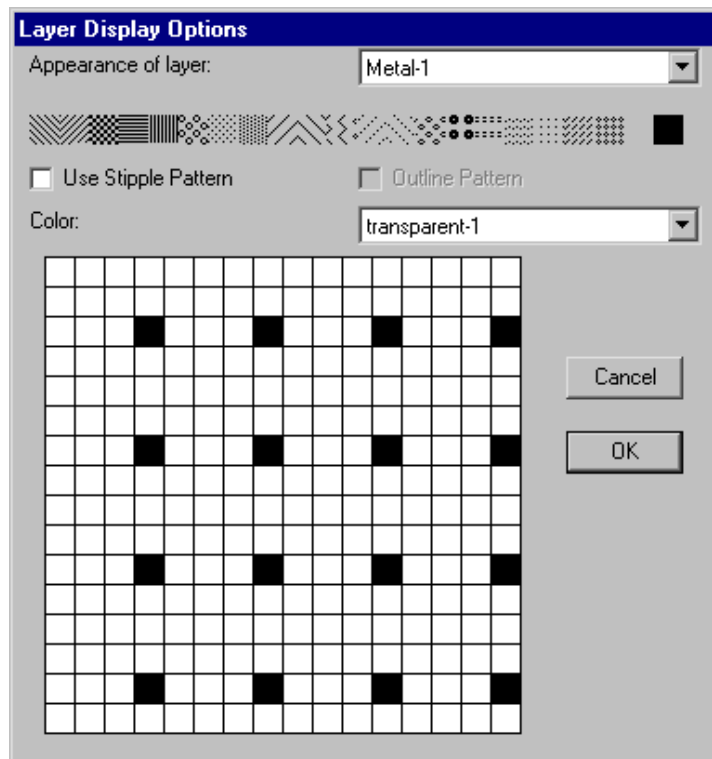 Layer Display Options
Appearance of layer: Metal-1
Use Stipple Pattern Outline Pattern
Color: transparent-1
Cancel
OK